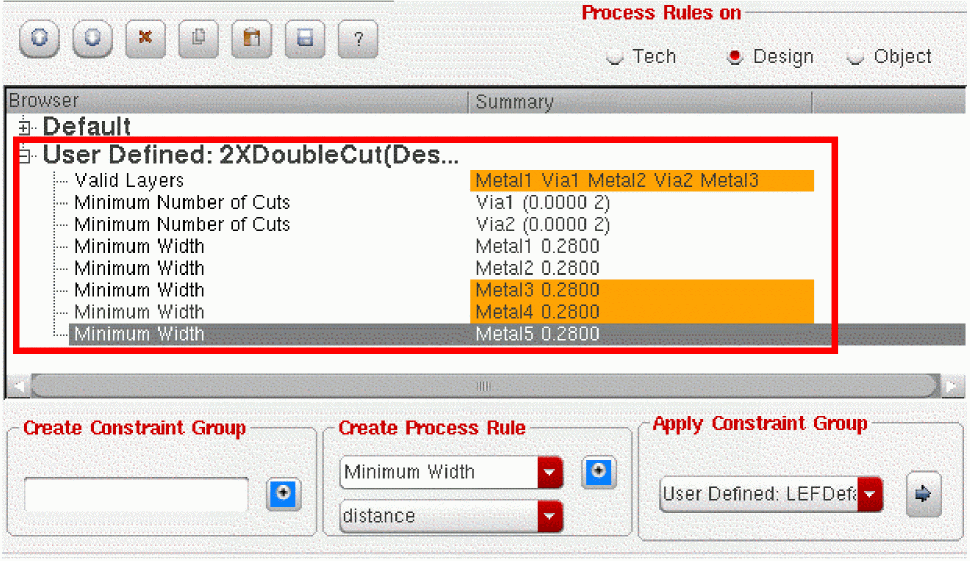 Process Rules on
?
Tech Design Object
Browser Summary
Default
User Defined: 2XDoubleCut(Des...
Valid Layers Metal1 Via1 Metal2 Via2 Metal3
Minimum Number of Cuts Via1 (0.0000 2)
Minimum Number of Cuts Via2 (0.0000 2)
Minimum Width Metal1 0.2800
Minimum Width Metal2 0.2800
Minimum Width Metal3 0.2800
Minimum Width Metal4 0.2800
Minimum Width Metal5 0.2800
Create Constraint Group Create Process Rule Apply Constraint Group
Minimum Width
User Defined: LEFDefa
distance